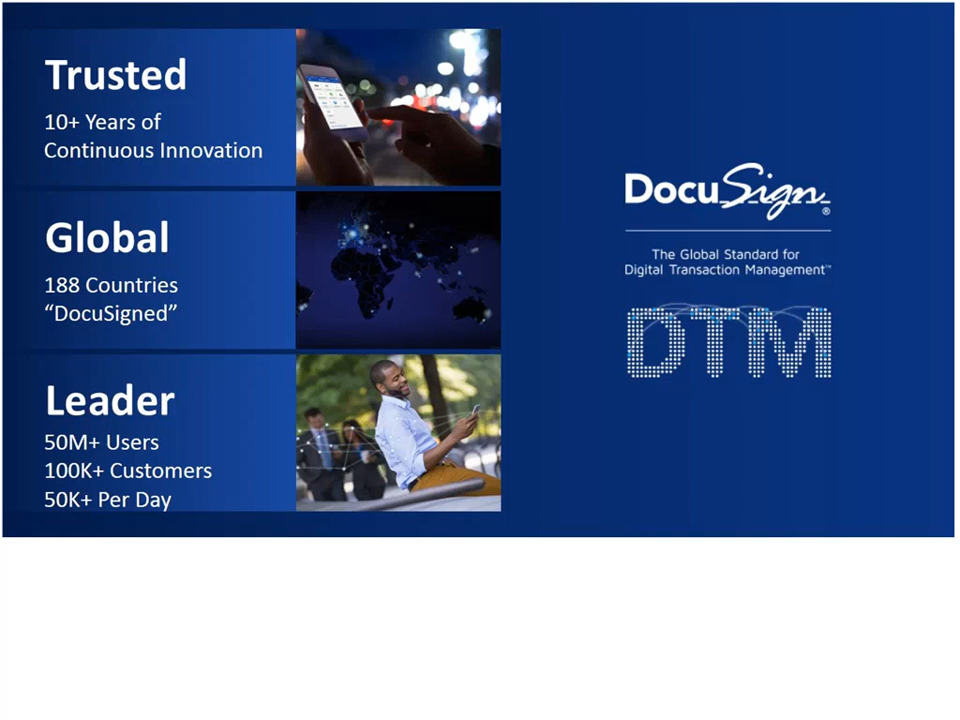 Trusted
10+ Years of
Continuous Innovation
Global
188 Countries
“DocuSigned”
Leader
50M+ Users
100K+ Customers
50K+ Per Day
DocuSign®
The Global Standard for
Digital Transaction Management™
DTM